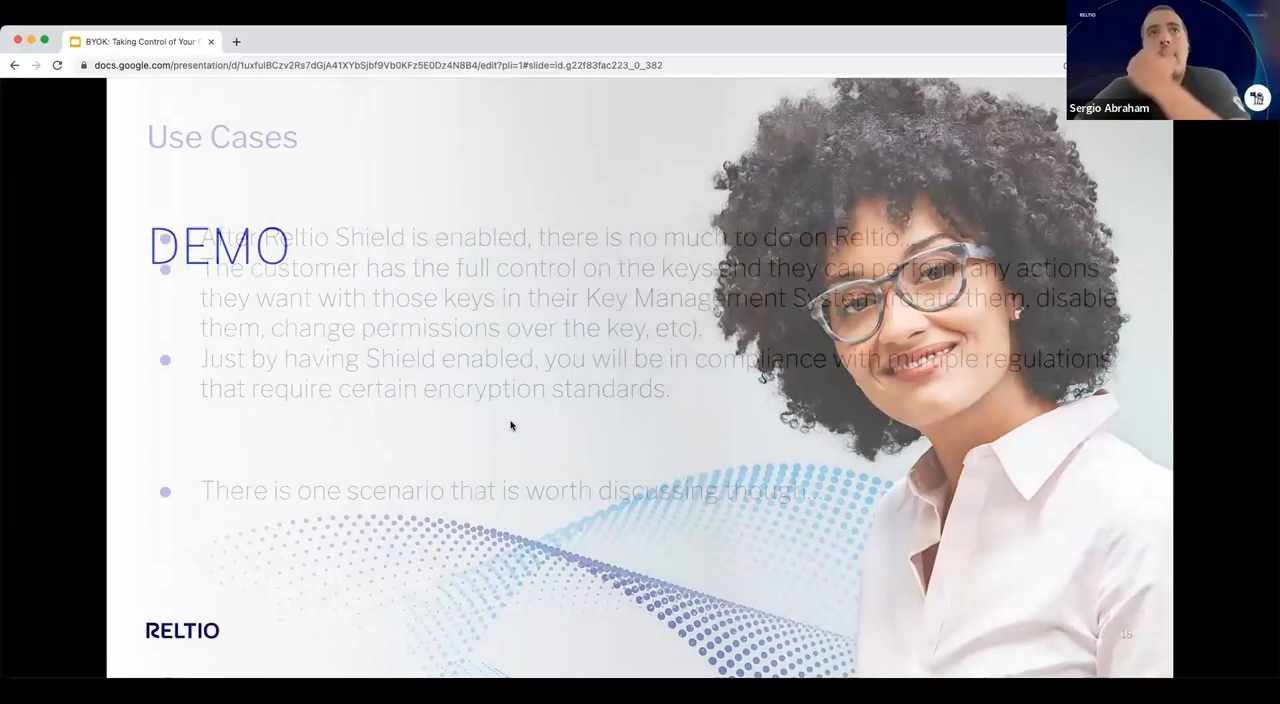 BYOK: Taking Control of Your
docs.google.com/presentation/d/1uxfulBCzv2Rs7dGjA41XYbSjbf9Vb0KFz5E0Dz4N8B4/edit?pli=1#slide=id.g22f83fac223_0_382
RELTIO
Sergio Abraham
Use Cases
DEMO
After Reltio Shield is enabled, there is no much to do on Reltio...
The customer has the full control on the keys and they can perform any actions
they want with those keys in their Key Management System (rotate them, disable
them, change permissions over the key, etc).
Just by having Shield enabled, you will be in compliance with multiple regulations
that require certain encryption standards.
There is one scenario that is worth discussing though...
RELTIO
18